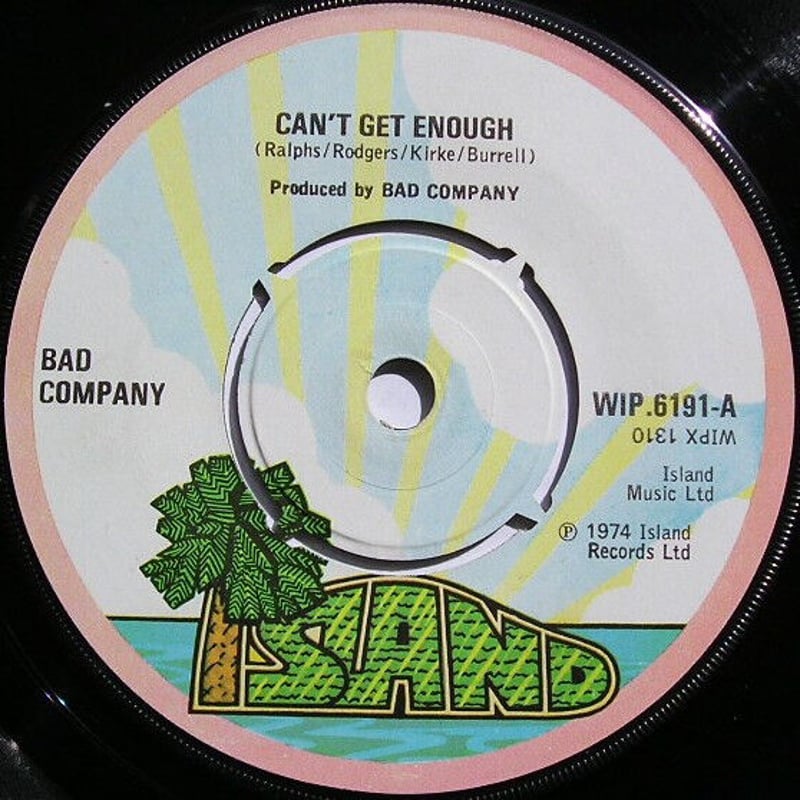 CAN'T GET ENOUGH
(Ralphs/Rodgers/Kirke/Burrell)
Produced by BAD COMPANY
BAD
COMPANY
WIP.6191-A
WIPX 1310
Island
Music Ltd
℗ 1974 Island
Records Ltd
ISLAND